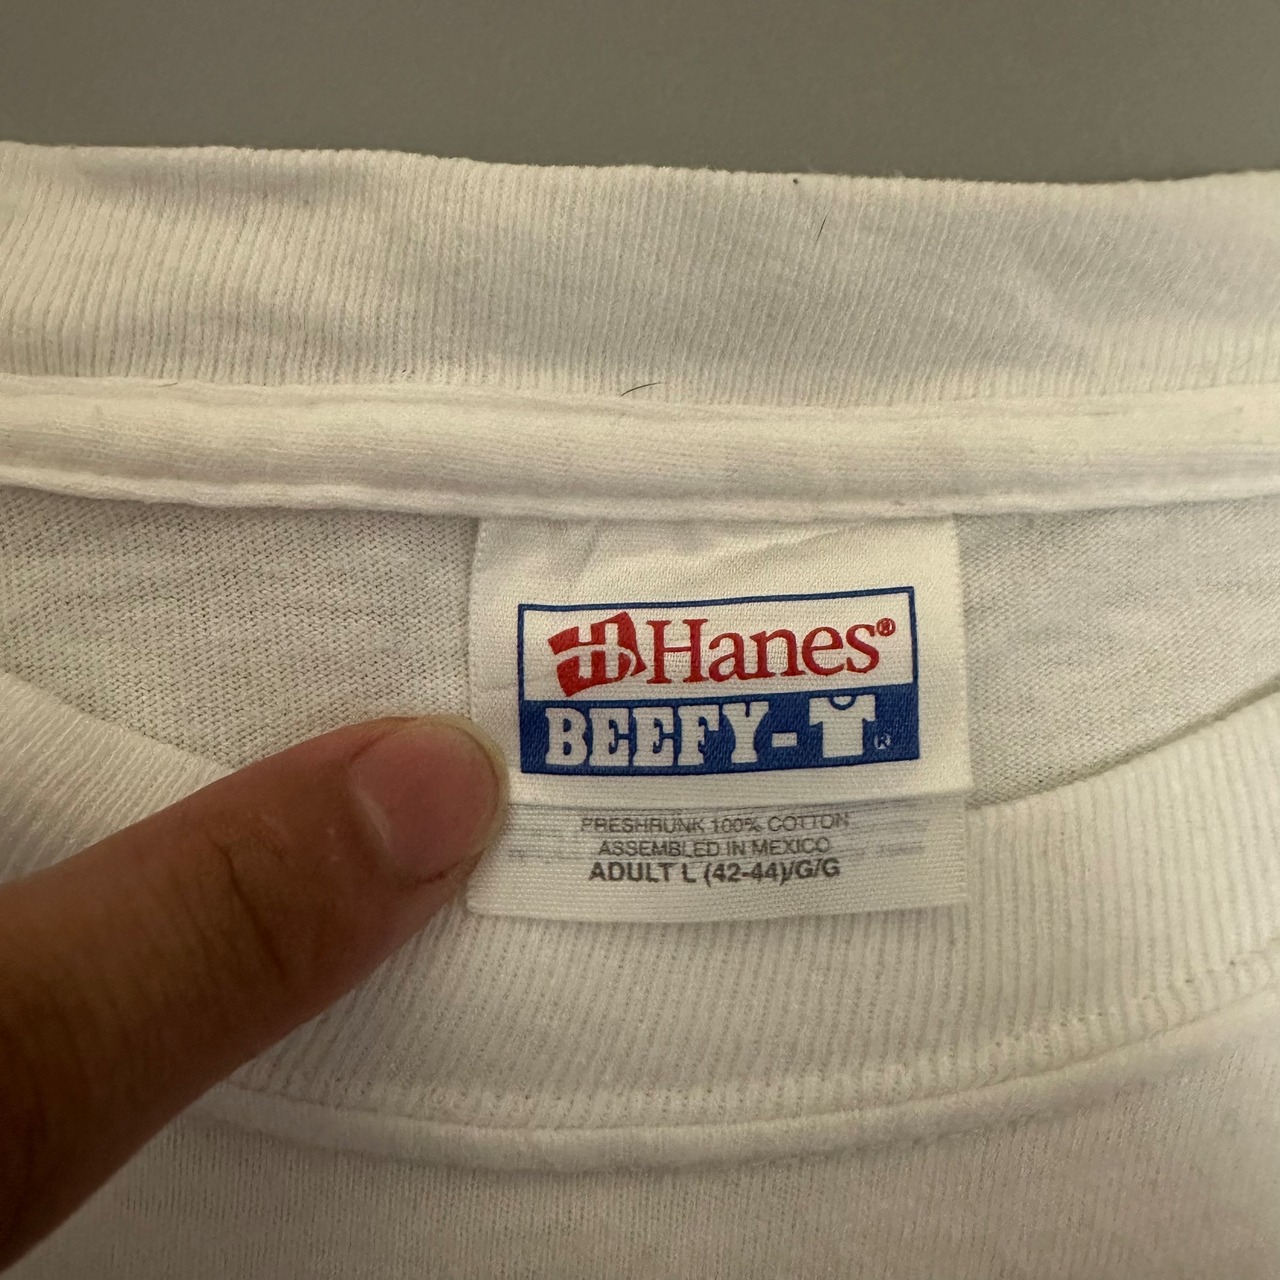 Hanes®
BEEFY-T®
PRESHRUNK 100% COTTON
ASSEMBLED IN MEXICO
ADULT L (42-44)/G/G